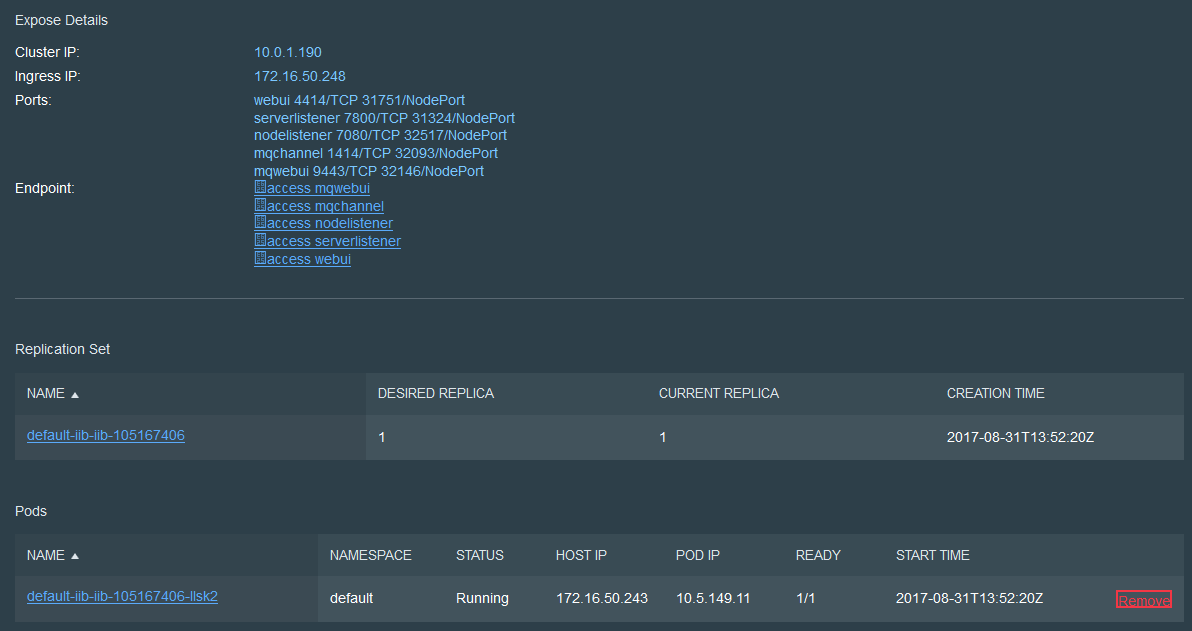 Expose Details
Cluster IP: 10.0.1.190
Ingress IP: 172.16.50.248
Ports: webui 4414/TCP 31751/NodePort
serverlistener 7800/TCP 31324/NodePort
nodelistener 7080/TCP 32517/NodePort
mqchannel 1414/TCP 32093/NodePort
mqwebui 9443/TCP 32146/NodePort
Endpoint: access mqwebui
access mqchannel
access nodelistener
access serverlistener
access webui
Replication Set
NAME ▲ DESIRED REPLICA CURRENT REPLICA CREATION TIME
default-iib-iib-105167406 1 1 2017-08-31T13:52:20Z
Pods
NAME ▲ NAMESPACE STATUS HOST IP POD IP READY START TIME
default-iib-iib-105167406-llsk2 default Running 172.16.50.243 10.5.149.11 1/1 2017-08-31T13:52:20Z Remove